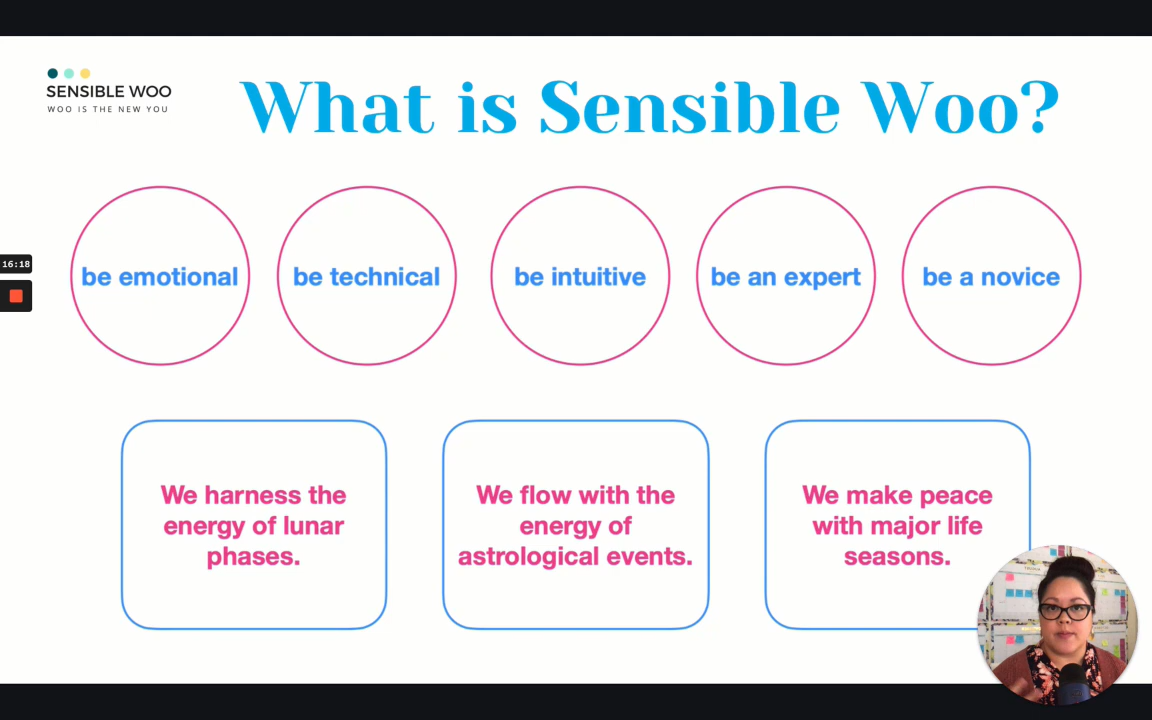 SENSIBLE WOO
WOO IS THE NEW YOU
What is Sensible Woo?
16:18
be emotional
be technical
be intuitive
be an expert
be a novice
We harness the
energy of lunar
phases.
We flow with the
energy of
astrological events.
We make peace
with major life
seasons.